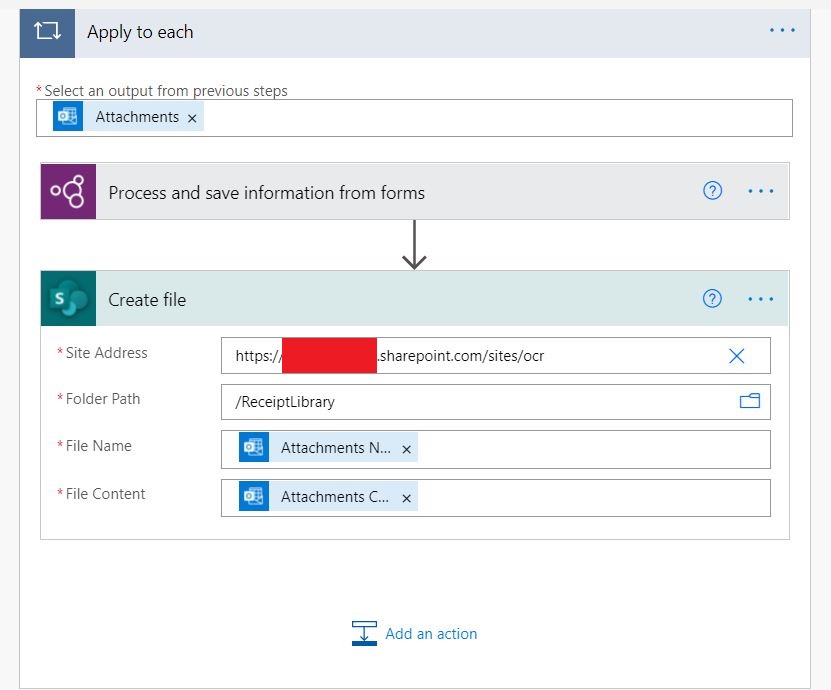 Apply to each
* Select an output from previous steps
Attachments ×
Process and save information from forms
Create file
* Site Address
https:// .sharepoint.com/sites/ocr
* Folder Path
/ReceiptLibrary
* File Name
Attachments N... ×
* File Content
Attachments C... ×
Add an action